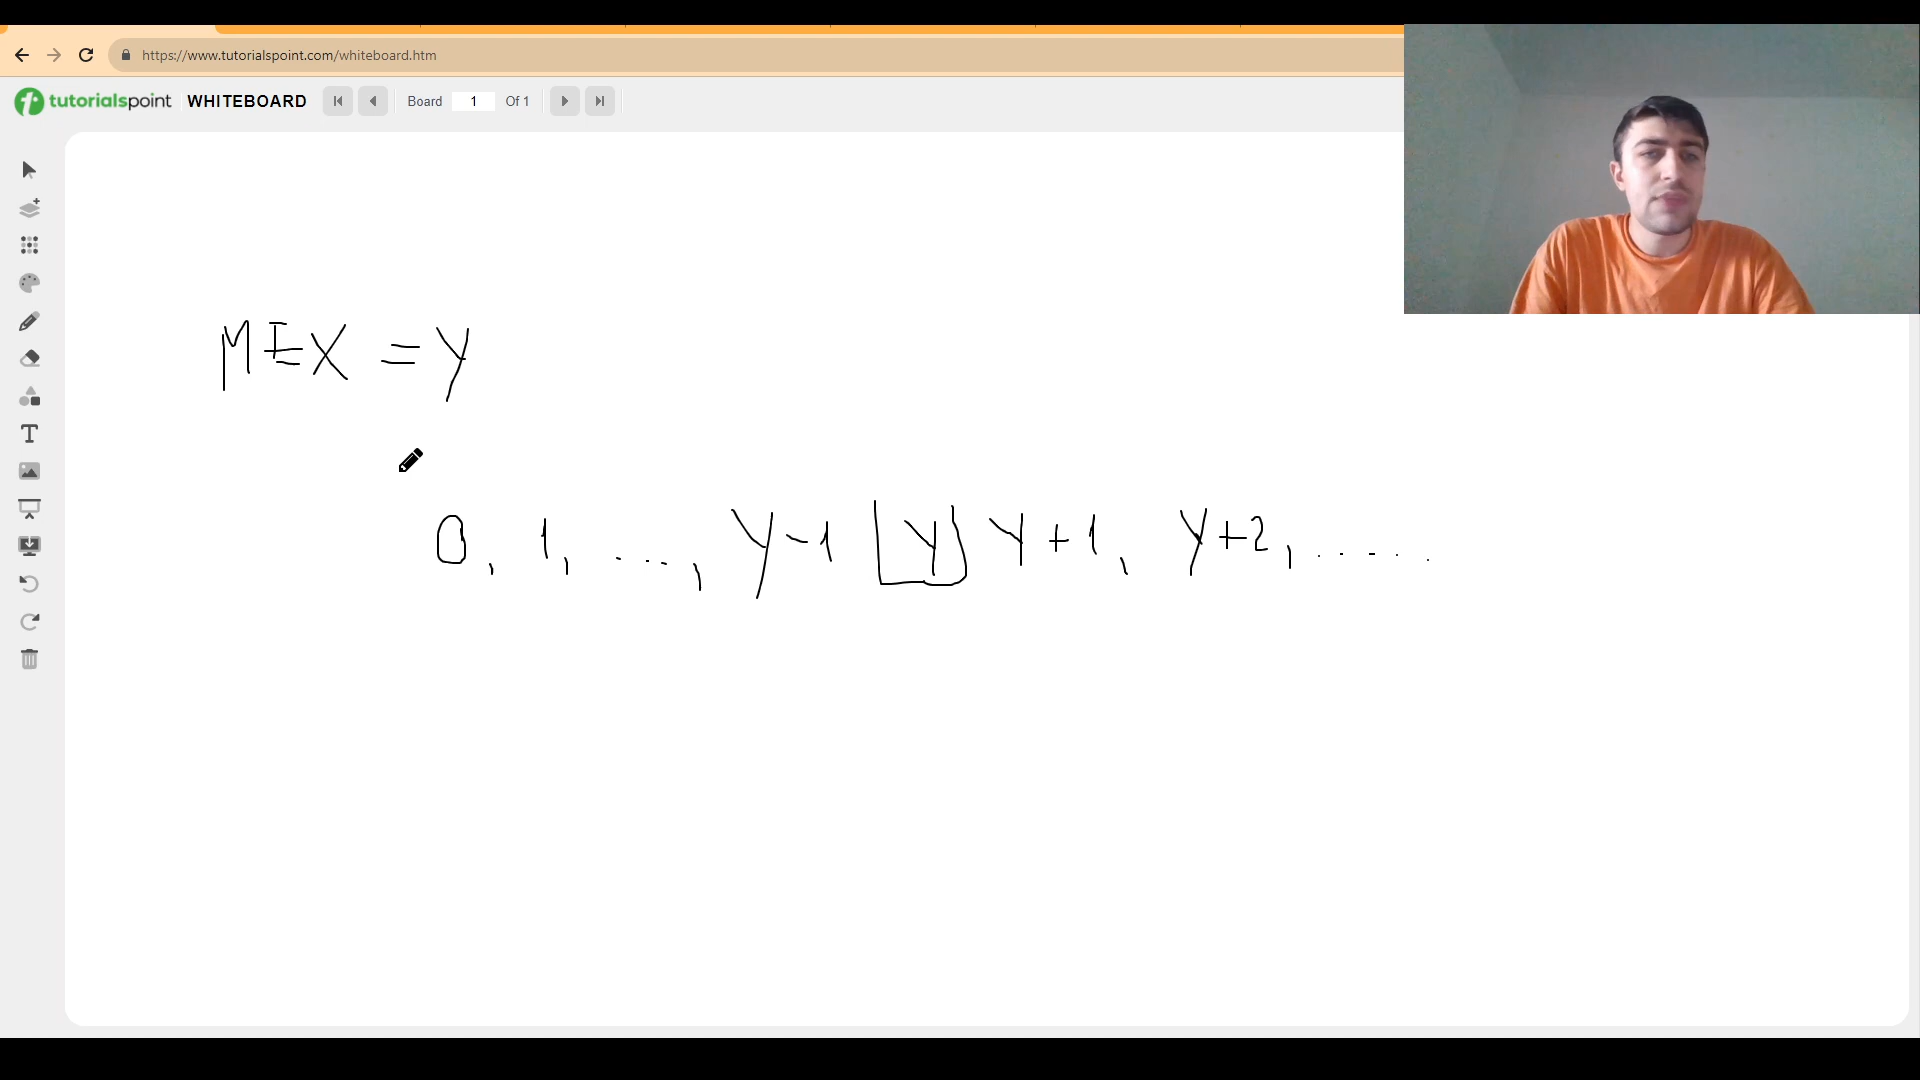 https://www.tutorialspoint.com/whiteboard.htm
tutorialspoint WHITEBOARD Board 1 Of 1
MEX = Y
0, 1, ..., Y-1 Y Y+1, Y+2, .....
T